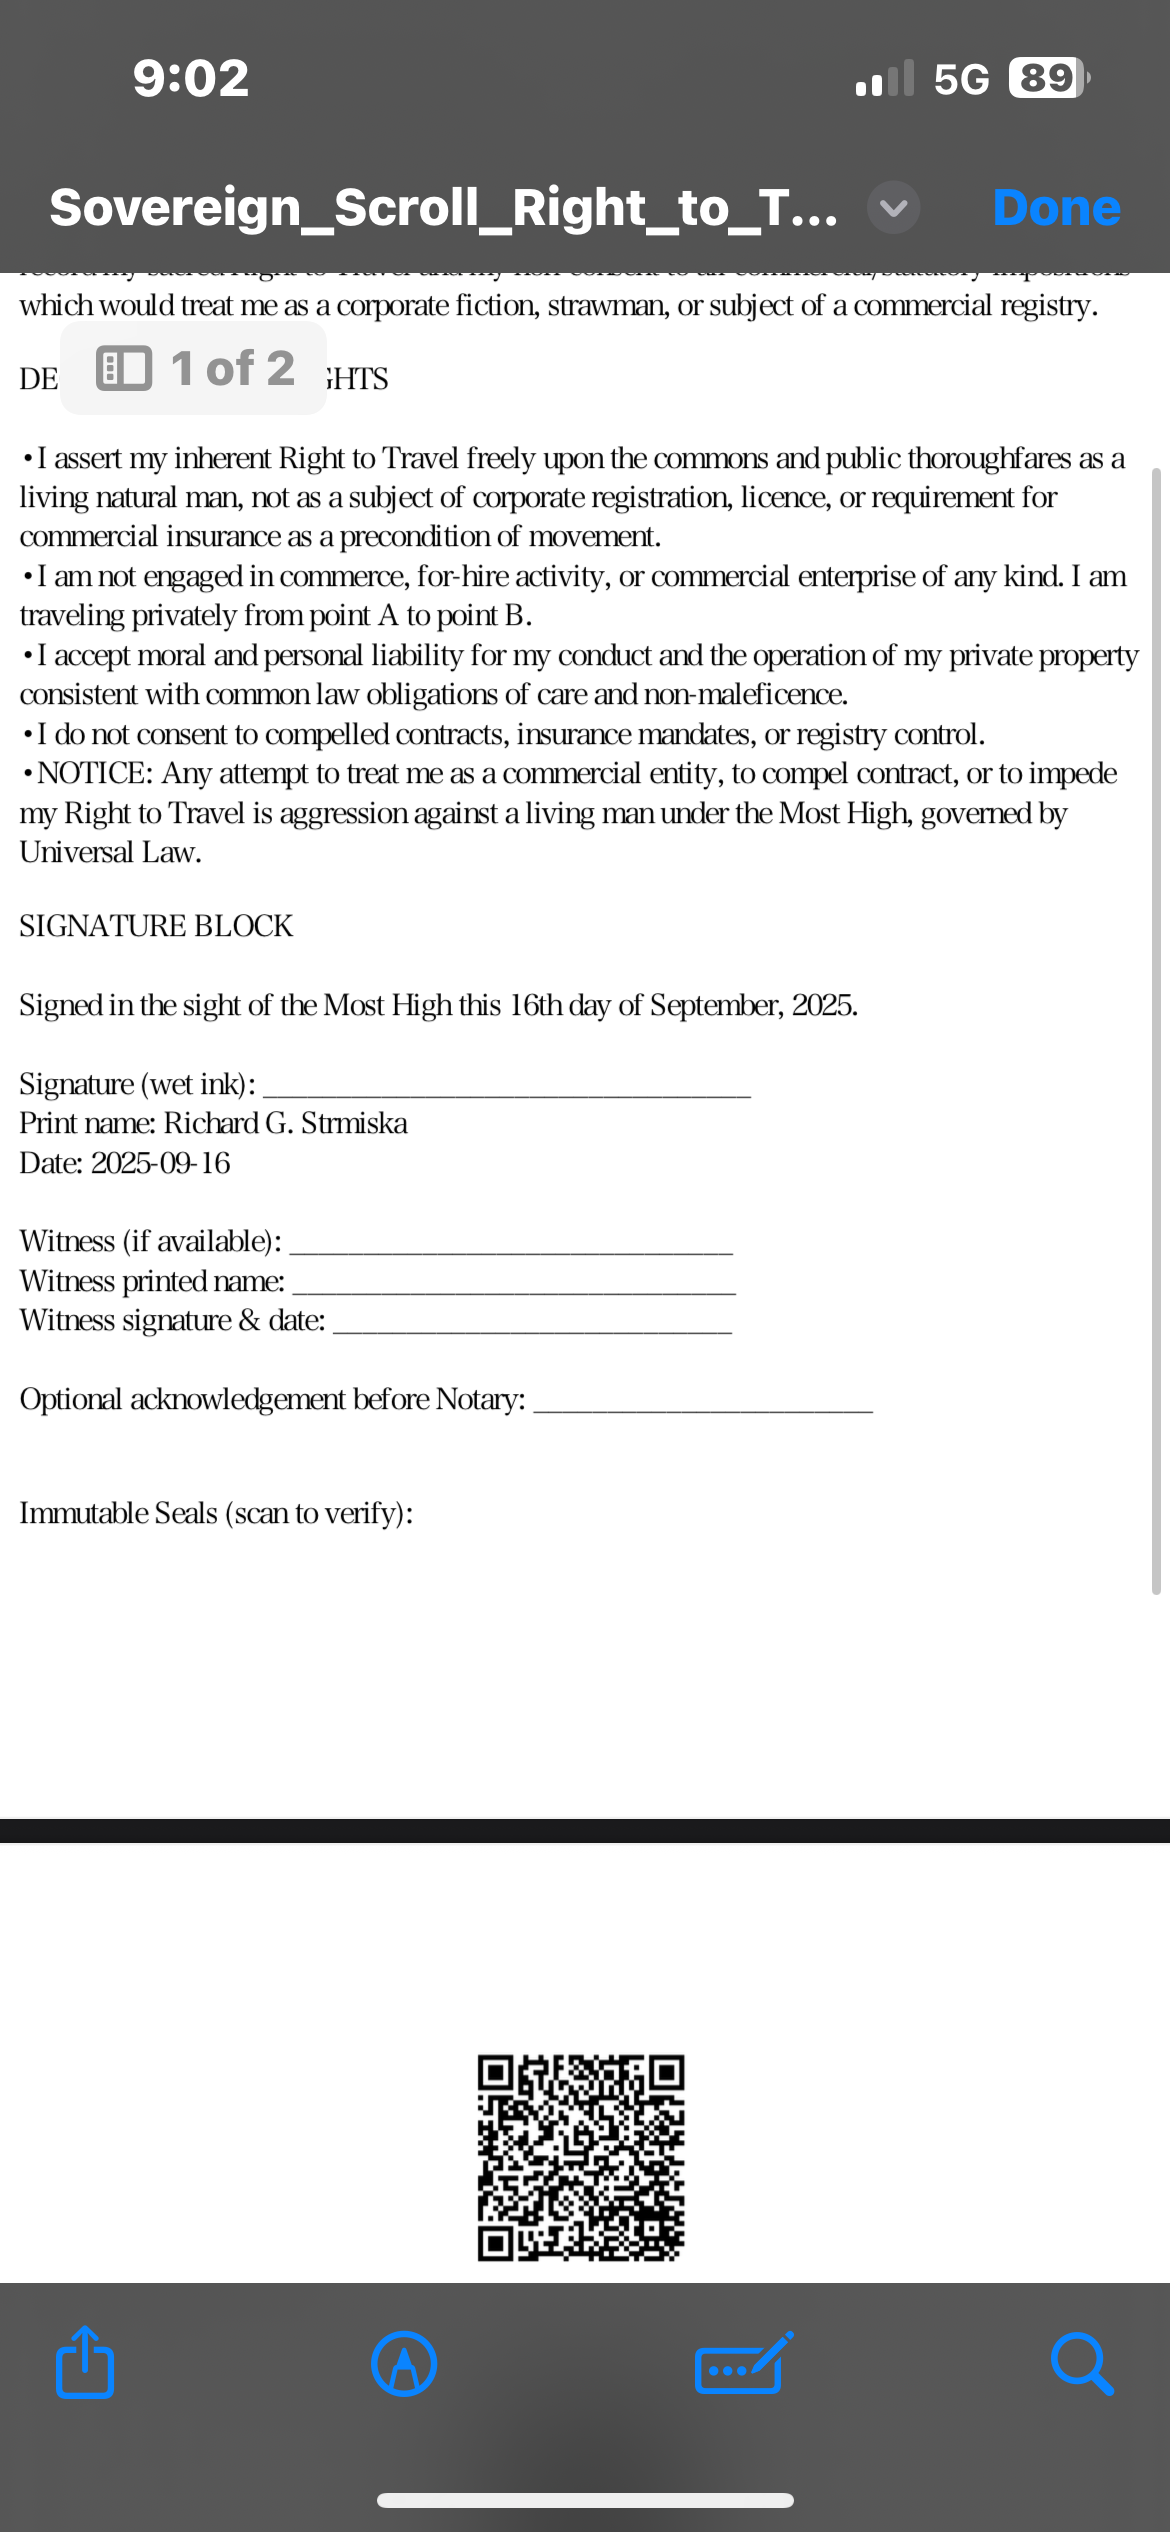 9:02
5G 89
Sovereign_Scroll_Right_to_T...
Done
which would treat me as a corporate fiction, strawman, or subject of a commercial registry.
1 of 2
•I assert my inherent Right to Travel freely upon the commons and public thoroughfares as a
living natural man, not as a subject of corporate registration, licence, or requirement for
commercial insurance as a precondition of movement.
•I am not engaged in commerce, for-hire activity, or commercial enterprise of any kind. I am
traveling privately from point A to point B.
•I accept moral and personal liability for my conduct and the operation of my private property
consistent with common law obligations of care and non-maleficence.
•I do not consent to compelled contracts, insurance mandates, or registry control.
•NOTICE: Any attempt to treat me as a commercial entity, to compel contract, or to impede
my Right to Travel is aggression against a living man under the Most High, governed by
Universal Law.
SIGNATURE BLOCK
Signed in the sight of the Most High this 16th day of September, 2025.
Signature (wet ink):
Print name: Richard G. Strmiska
Date: 2025-09-16
Witness (if available):
Witness printed name:
Witness signature & date:
Optional acknowledgement before Notary:
Immutable Seals (scan to verify):